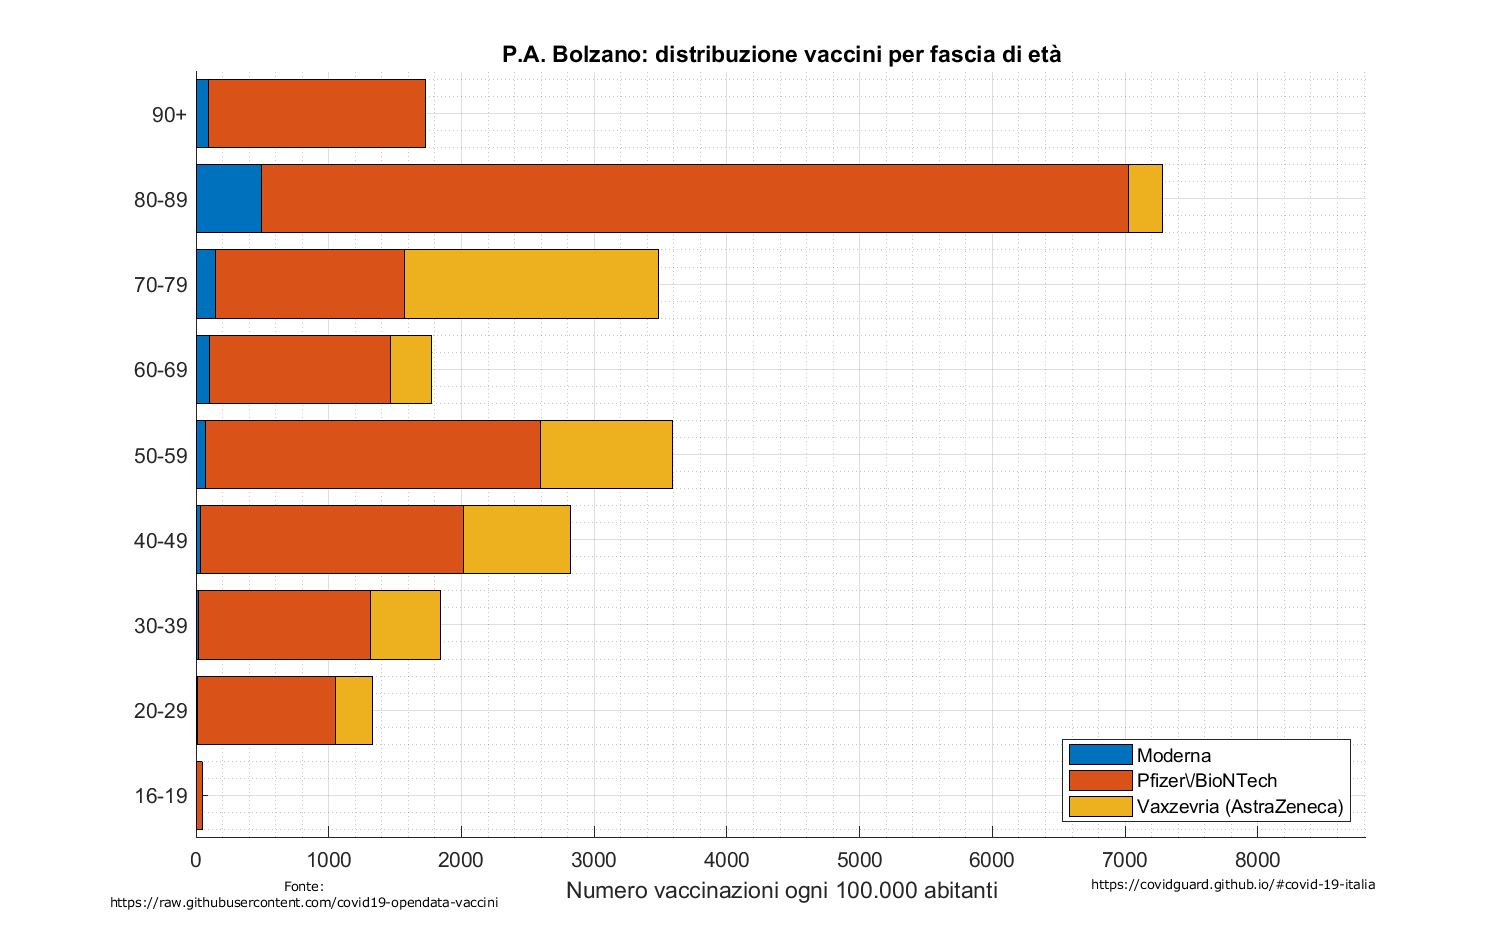 P.A. Bolzano: distribuzione vaccini per fascia di età
90+
80-89
70-79
60-69
50-59
40-49
30-39
20-29
16-19
Moderna
Pfizer\/BioNTech
Vaxzevria (AstraZeneca)
0 1000 2000 3000 4000 5000 6000 7000 8000
Numero vaccinazioni ogni 100.000 abitanti
Fonte:
https://raw.githubusercontent.com/covid19-opendata-vaccini
https://covidguard.github.io/#covid-19-italia